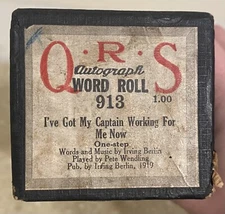 Q·R·S
Autograph
WORD ROLL
913 1.00
I've Got My Captain Working For
Me Now
One-step
Words and Music by Irving Berlin
Played by Pete Wendling
Pub. by Irving Berlin, 1919